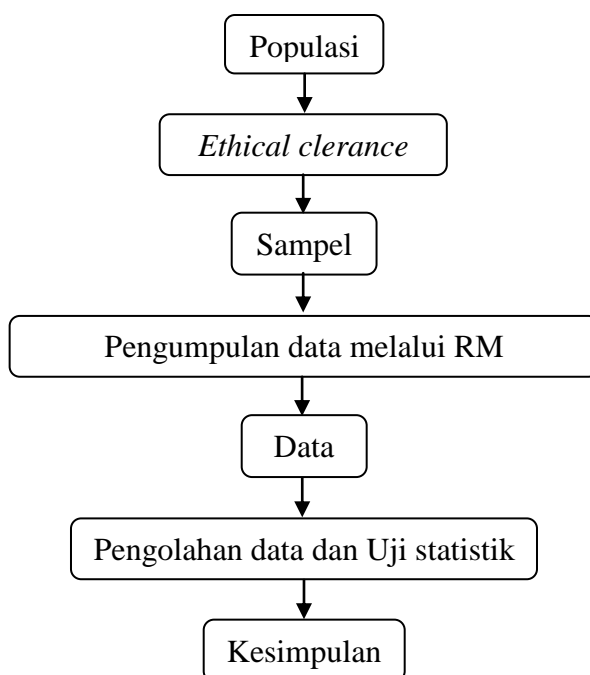 Populasi
Ethical clerance
Sampel
Pengumpulan data melalui RM
Data
Pengolahan data dan Uji statistik
Kesimpulan